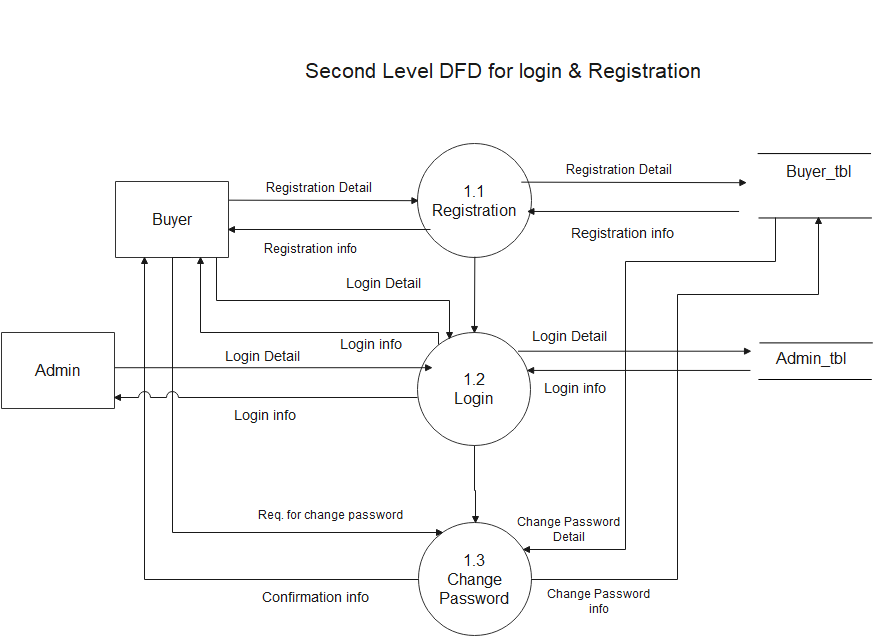 Second Level DFD for login & Registration
Registration Detail
Buyer_tbl
Registration Detail
1.1
Registration
Buyer
Registration info
Registration info
Login Detail
Login Detail
Login info
Login Detail
Admin_tbl
Admin
1.2
Login
Login info
Login info
Req. for change password
Change Password
Detail
1.3
Change
Password
Confirmation info
Change Password
info